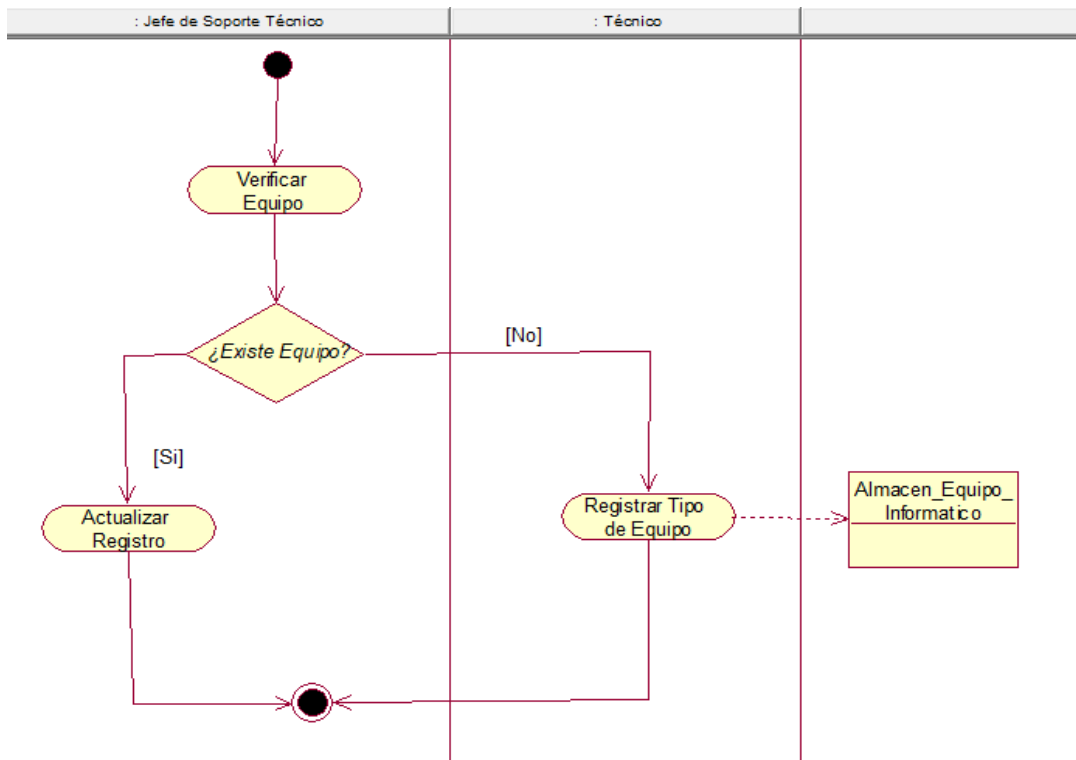 : Jefe de Soporte Técnico
: Técnico
Verificar
Equipo
¿Existe Equipo?
[No]
[Si]
Actualizar
Registro
Registrar Tipo
de Equipo
Almacen_Equipo_
Informatico